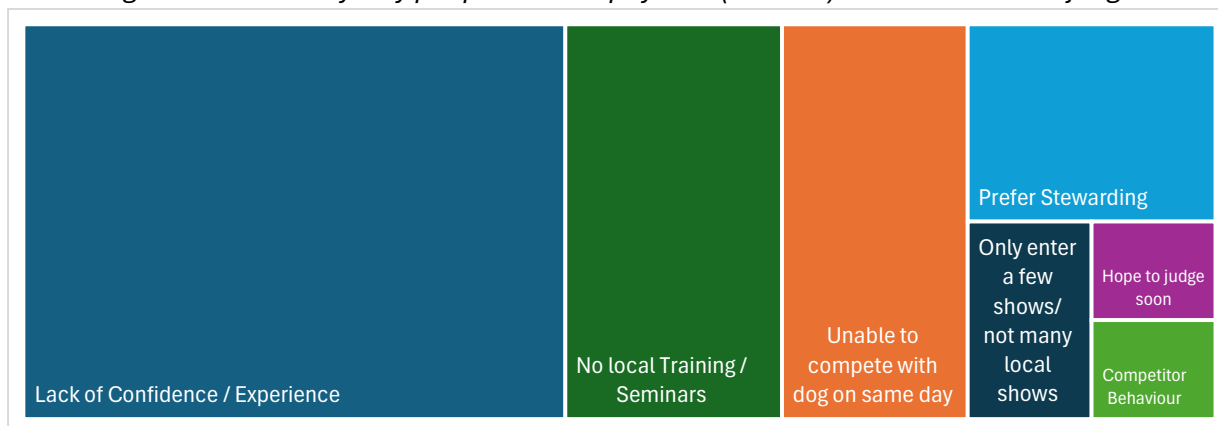 Lack of Confidence / Experience
No local Training /
Seminars
Unable to
compete with
dog on same day
Prefer Stewarding
Only enter
a few
shows/
not many
local
shows
Hope to judge
soon
Competitor
Behaviour